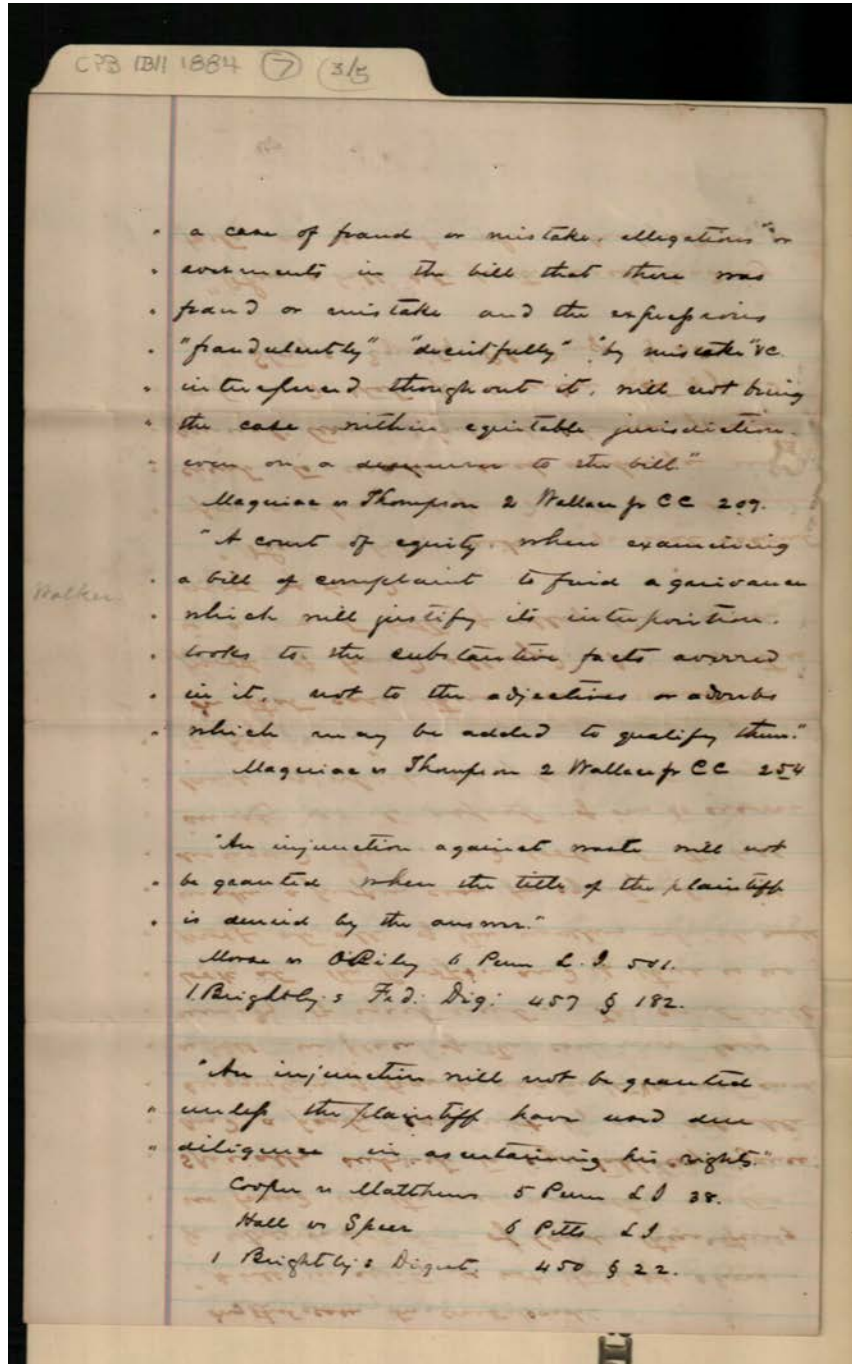 CPB IBII 1884 7 3/5
" a case of fraud or mistake, allegations "or
" averments in the bill that there was
" fraud or mistake and the expressions
" "fraudulently" "deceitfully" "by mistake" &c.
" interspersed throughout it, will not bring
" the case within equitable jurisdiction
" even on a demurrer to the bill"
Maguiac vs Thompson 2 Wallace jr CC 209.
"A court of equity, when examining
Walker
" a bill of complaint to find a grievance
" which will justify its interposition,
" looks to the substantive facts averred
" in it, not to the adjectives or adverbs
" which may be added to qualify them."
Maguiac vs Thompson 2 Wallace jr CC 254
"An injunction against waste will not
" be granted when the title of the plaintiff
" is denied by the answer."
Morse vs O'Riley 6 Penn L. J. 501.
1 Brightly's Fed: Dig: 457 § 182.
"An injunction will not be granted
" unless the plaintiff have used due
" diligence in ascertaining his rights."
Cooper vs Matthews 5 Penn L J 38.
Hall vs Speer 6 Pitts L J
1 Brightly's Digest. 450 § 22.